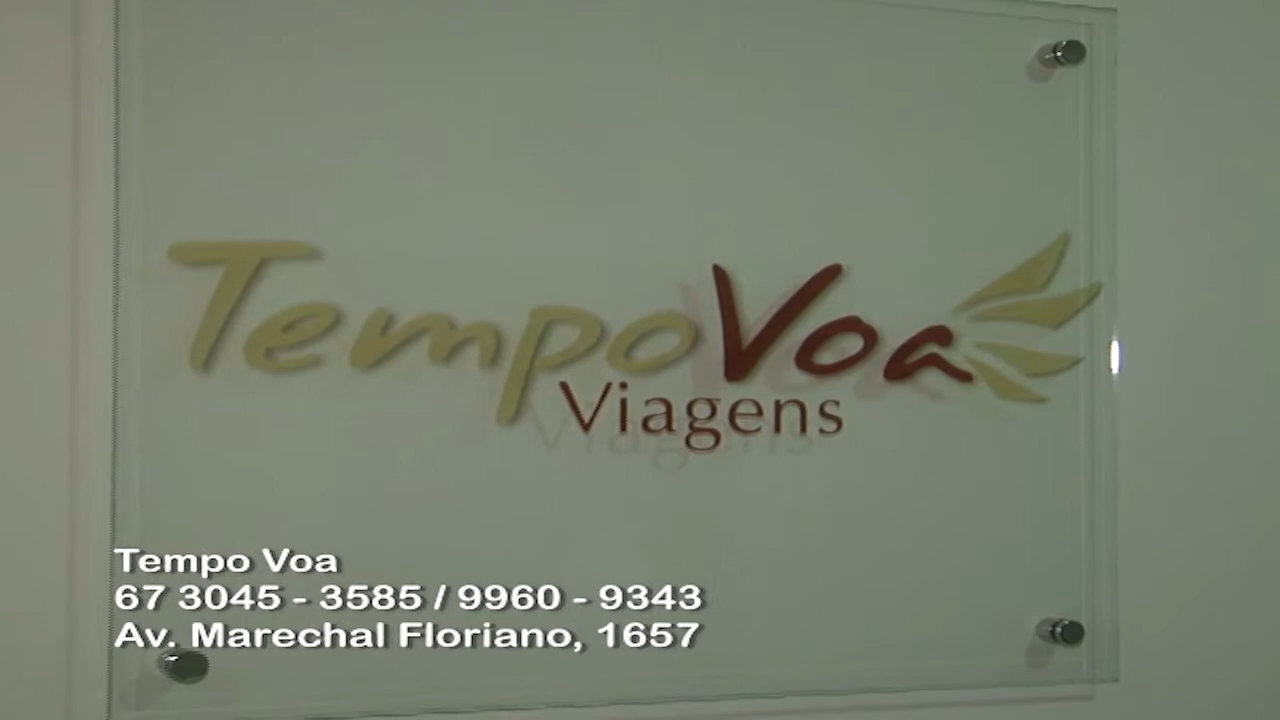 TempoVoa
Viagens
Tempo Voa
67 3045 - 3585 / 9960 - 9343
Av. Marechal Floriano, 1657